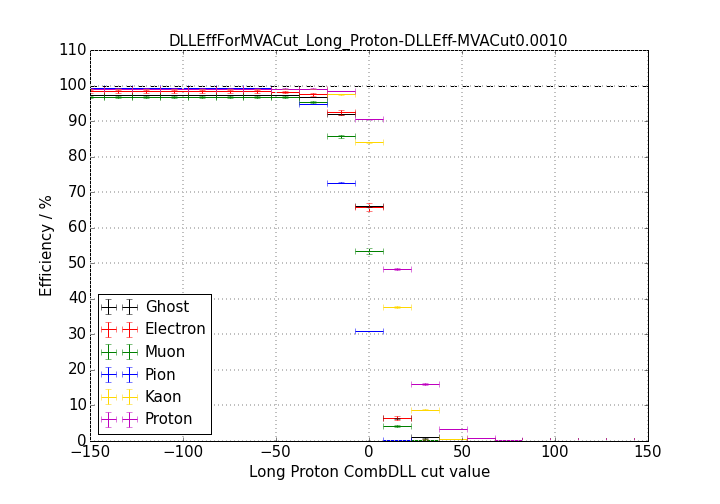 DLLEffForMVACut_Long_Proton-DLLEff-MVACut0.0010
110
100
90
80
70
60
50
40
30
20
10
0
Efficiency / %
Ghost
Electron
Muon
Pion
Kaon
Proton
−150 −100 −50 0 50 100 150
Long Proton CombDLL cut value